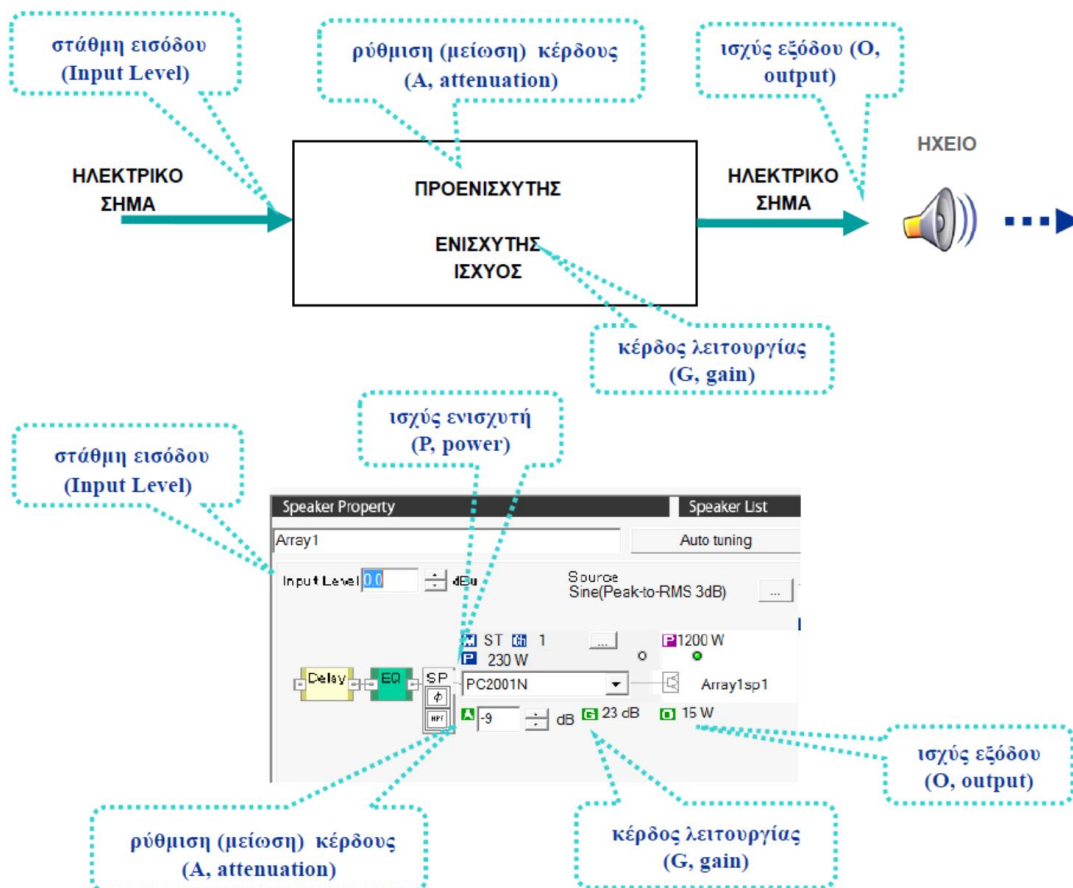 στάθμη εισόδου
(Input Level)
ρύθμιση (μείωση) κέρδους
(A, attenuation)
ισχύς εξόδου (O,
output)
ΗΧΕΙΟ
ΗΛΕΚΤΡΙΚΟ
ΣΗΜΑ
ΠΡΟΕΝΙΣΧΥΤΗΣ
ΕΝΙΣΧΥΤΗΣ
ΙΣΧΥΟΣ
ΗΛΕΚΤΡΙΚΟ
ΣΗΜΑ
κέρδος λειτουργίας
(G, gain)
ισχύς ενισχυτή
(P, power)
στάθμη εισόδου
(Input Level)
Speaker Property
Speaker List
Array1
Auto tuning
Input Level 0.0 dBu
Source
Sine(Peak-to-RMS 3dB)
...
ST Ch 1
...
P 1200 W
P 230 W
Delay
EQ
SP
PC2001N
Array1sp1
φ
HPF
A -9 dB
G 23 dB
15 W
ισχύς εξόδου
(O, output)
ρύθμιση (μείωση) κέρδους
(A, attenuation)
κέρδος λειτουργίας
(G, gain)